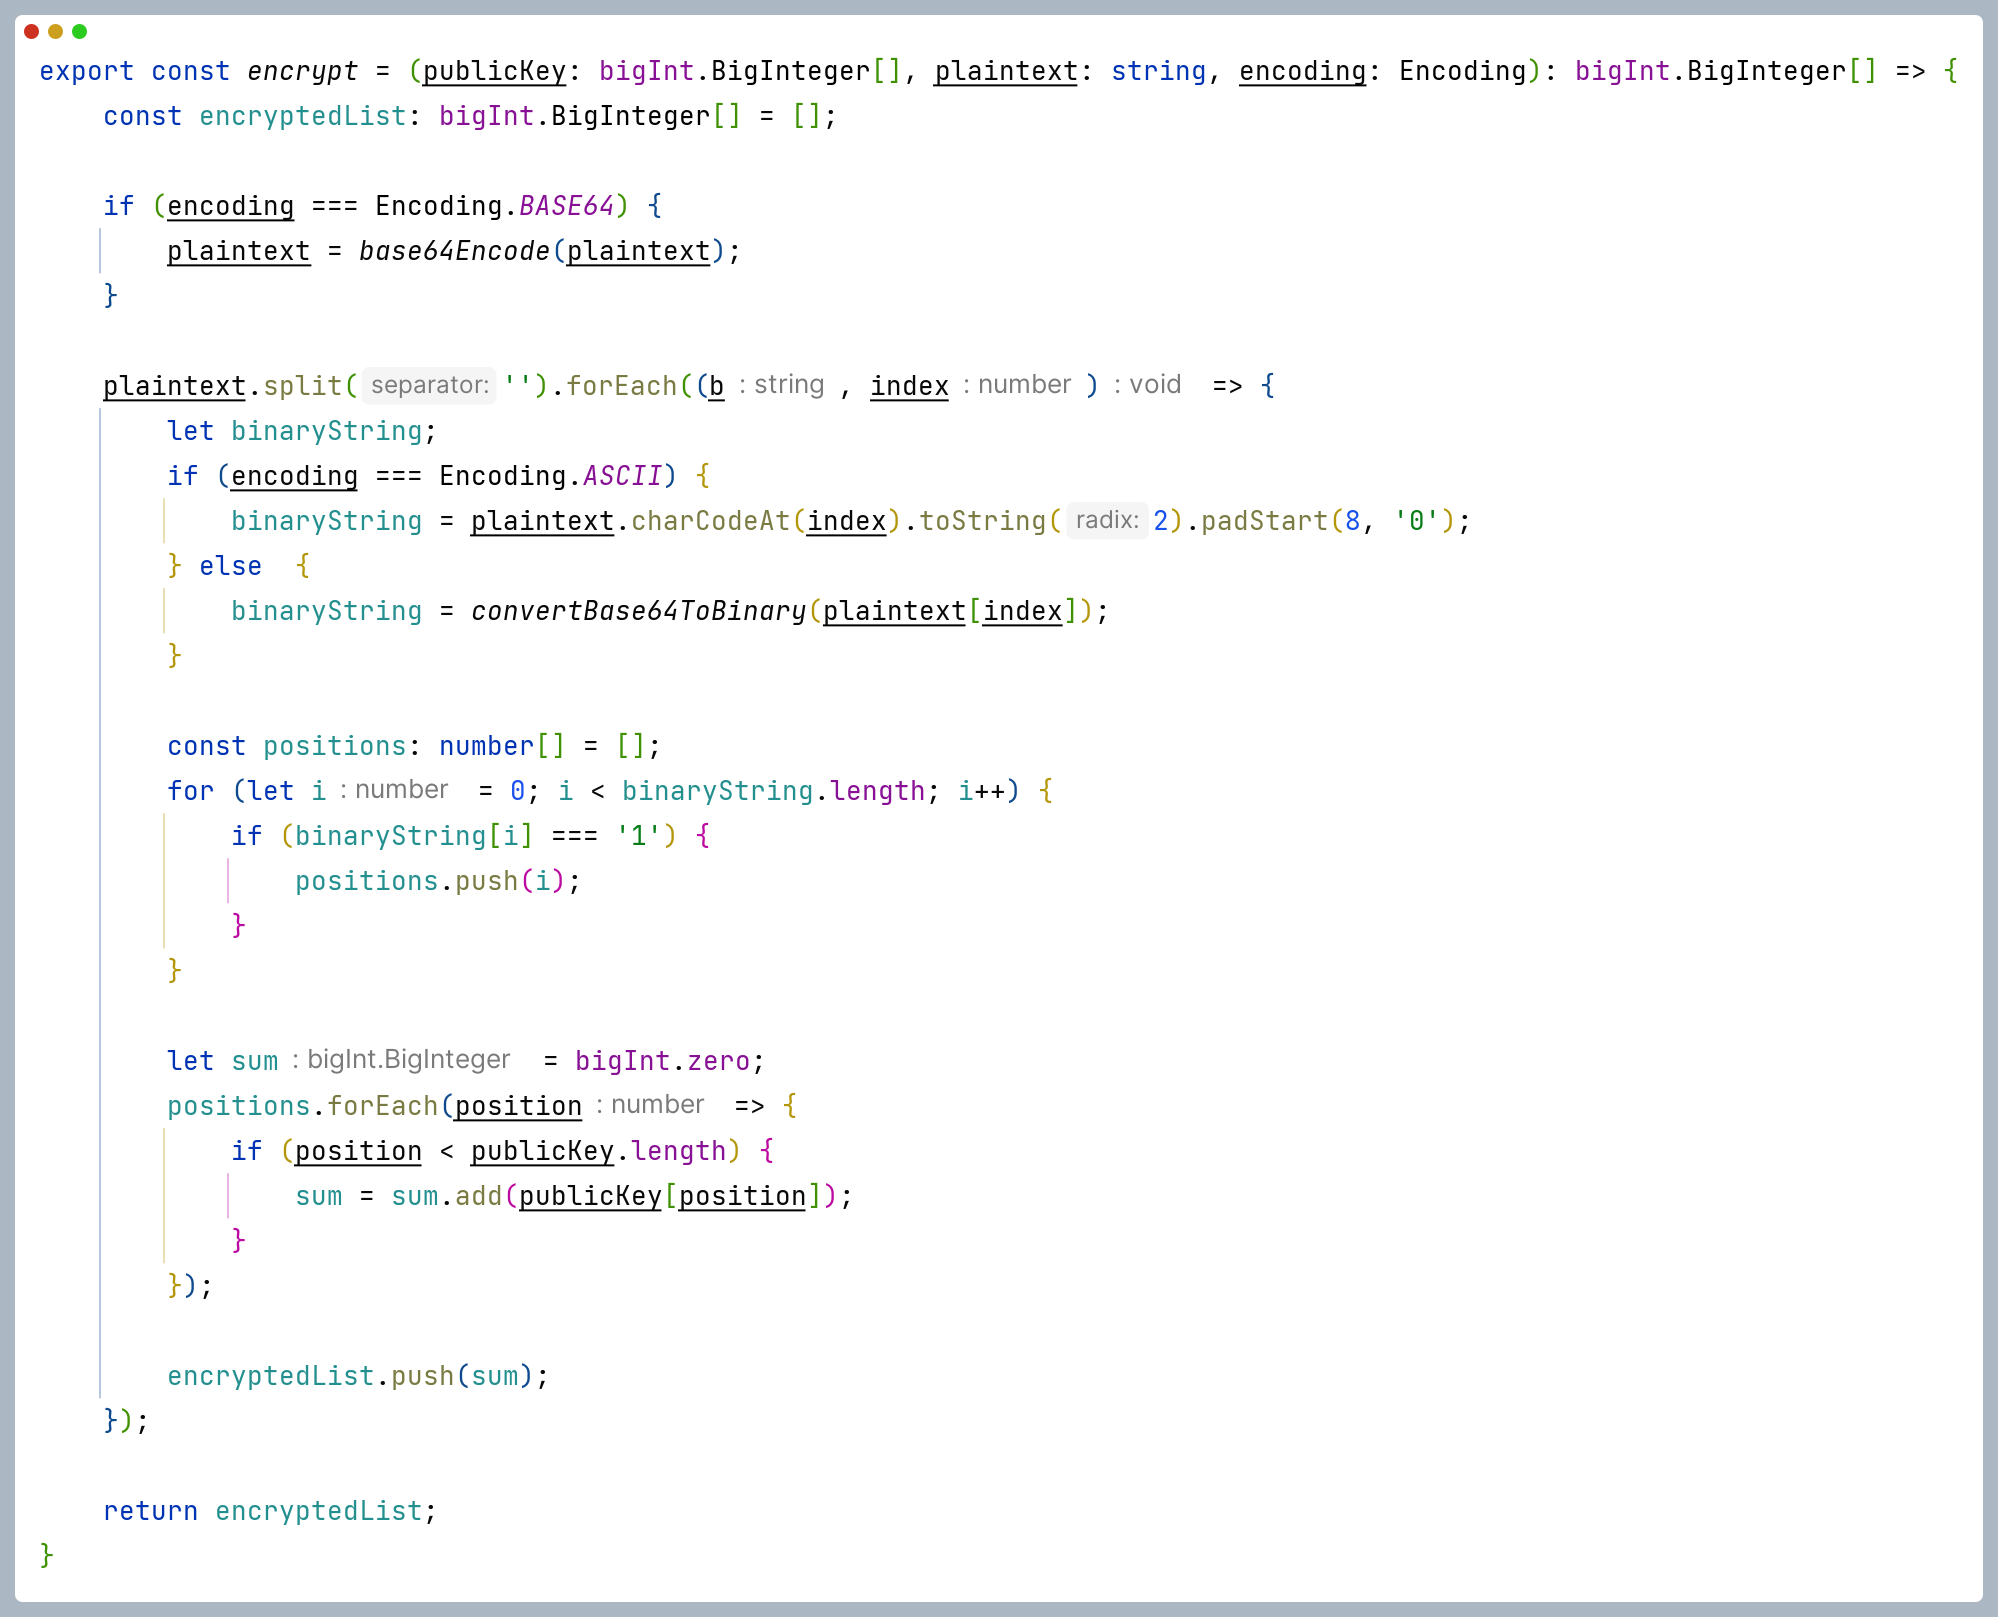 export const encrypt = (publicKey: bigInt.BigInteger[], plaintext: string, encoding: Encoding): bigInt.BigInteger[] => {
    const encryptedList: bigInt.BigInteger[] = [];

    if (encoding === Encoding.BASE64) {
        plaintext = base64Encode(plaintext);
    }

    plaintext.split( separator: '').forEach((b : string , index : number ) : void  => {
        let binaryString;
        if (encoding === Encoding.ASCII) {
            binaryString = plaintext.charCodeAt(index).toString( radix: 2).padStart(8, '0');
        } else  {
            binaryString = convertBase64ToBinary(plaintext[index]);
        }

        const positions: number[] = [];
        for (let i : number  = 0; i < binaryString.length; i++) {
            if (binaryString[i] === '1') {
                positions.push(i);
            }
        }

        let sum : bigInt.BigInteger  = bigInt.zero;
        positions.forEach(position : number  => {
            if (position < publicKey.length) {
                sum = sum.add(publicKey[position]);
            }
        });

        encryptedList.push(sum);
    });

    return encryptedList;
}